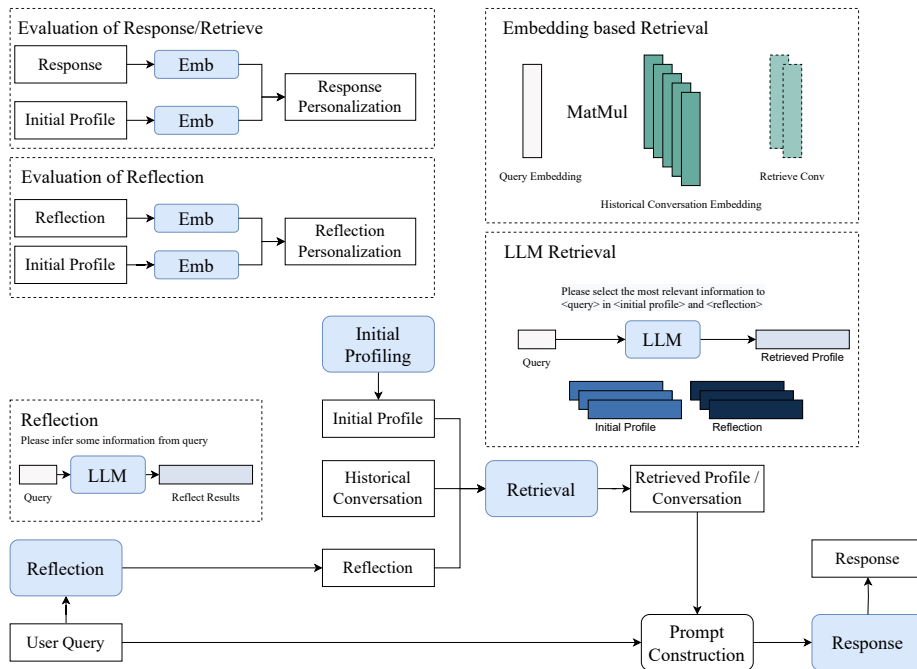 Evaluation of Response/Retrieve
Response
Emb
Initial Profile
Emb
Response
Personalization
Evaluation of Reflection
Reflection
Emb
Initial Profile
Emb
Reflection
Personalization
Embedding based Retrieval
MatMul
Query Embedding
Retrieve Conv
Historical Conversation Embedding
LLM Retrieval
Please select the most relevant information to
<query> in <initial profile> and <reflection>
LLM
Query
Retrieved Profile
Initial Profile
Reflection
Initial
Profiling
Initial Profile
Reflection
Please infer some information from query
LLM
Query
Reflect Results
Historical
Conversation
Retrieval
Retrieved Profile /
Conversation
Reflection
Reflection
Response
User Query
Prompt
Construction
Response